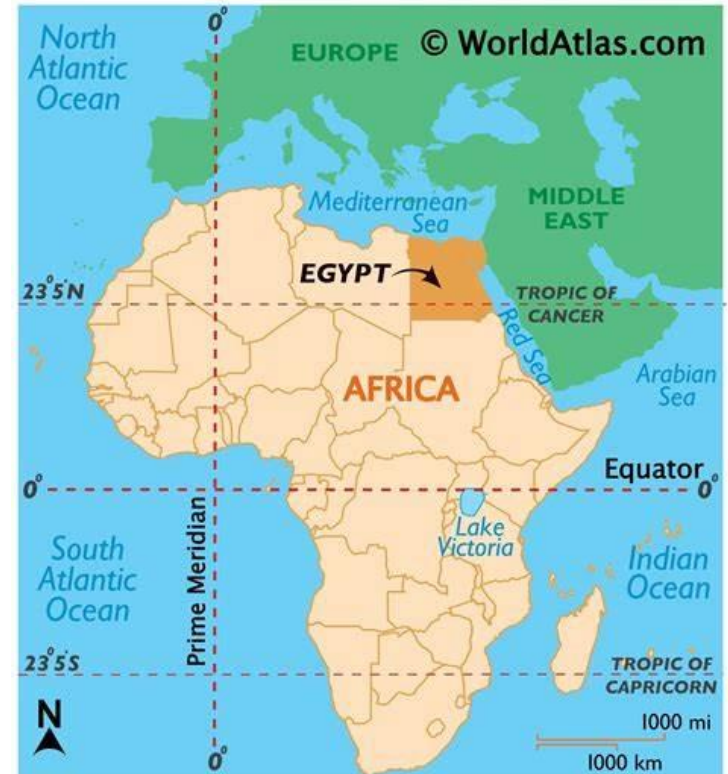 0°
North
Atlantic
Ocean
EUROPE
© WorldAtlas.com
Mediterranean
Sea
MIDDLE
EAST
EGYPT
23°5'N
TROPIC OF
CANCER
Red Sea
AFRICA
Arabian
Sea
Equator
0°
0°
Lake
Victoria
Prime Meridian
South
Atlantic
Ocean
Indian
Ocean
23°5'S
TROPIC OF
CAPRICORN
N
0°
1000 mi
1000 km